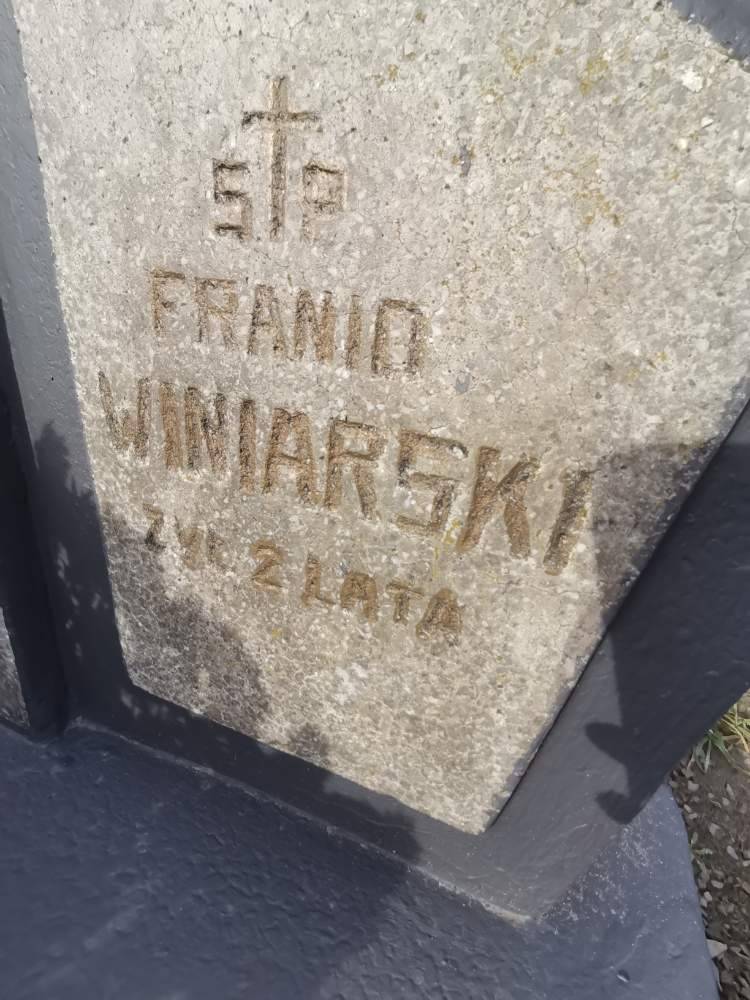 S P
FRANIO
WINIARSKI
ŻYŁ 2 LATA